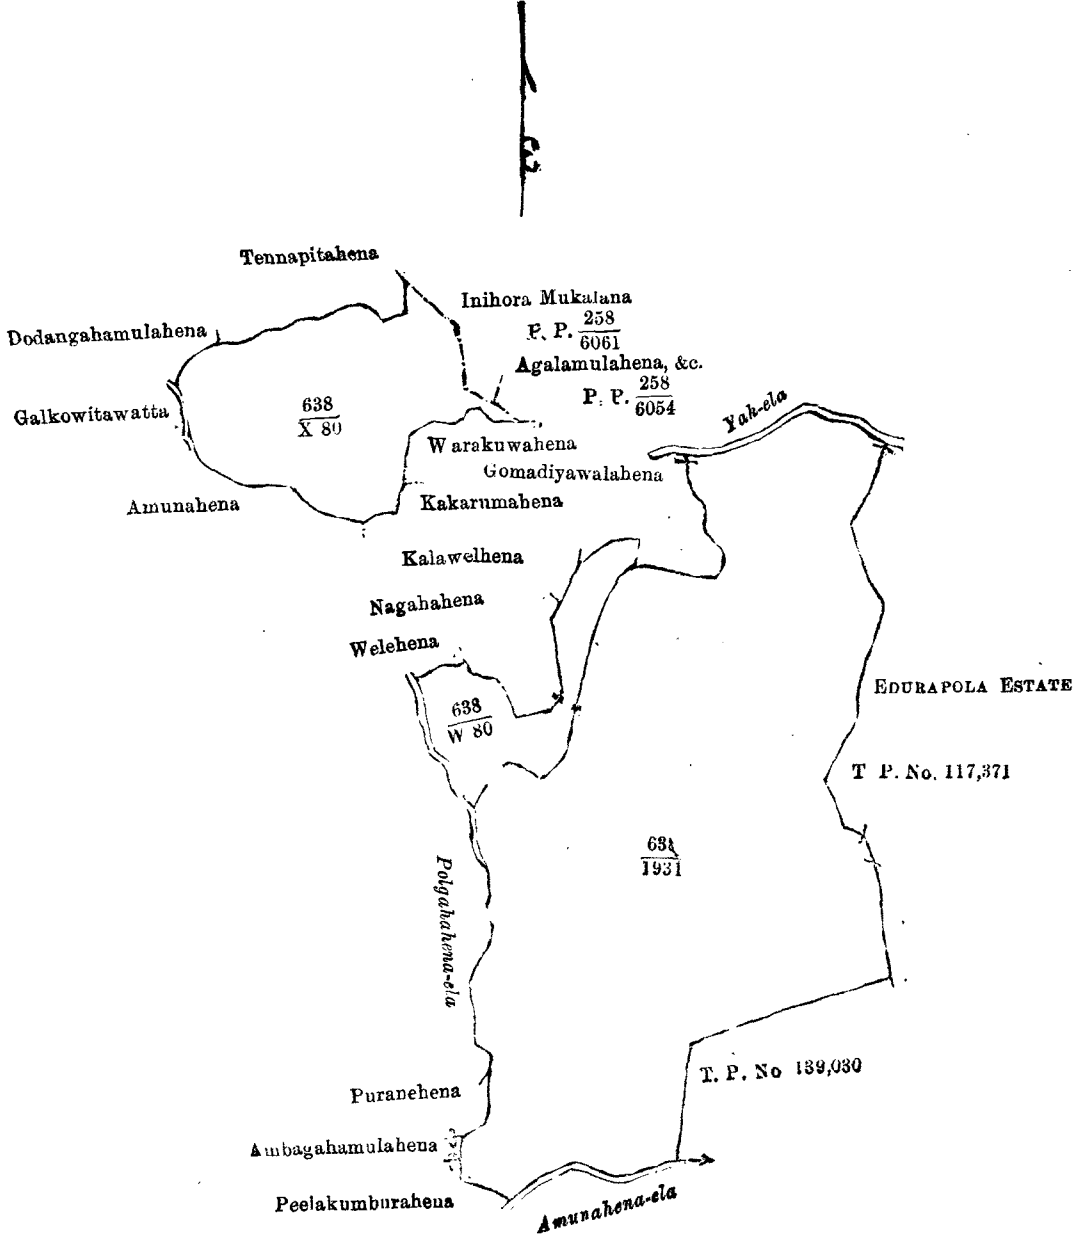 Tennapitahena
Inihora Mukalana
P. P. 258
6061
Dodangahamulahena
Agalamulahena, &c.
P. P. 258
6054
Galkowitawatta
638
X 80
Yak-ela
Warakuwahena
Gomadiyawalahena
Amunahena
Kakarumahena
Kalawelhena
Nagahahena
Welehena
638
W 80
EDURAPOLA ESTATE
T P. No. 117,371
638
1931
Polgahahena-ela
T. P. No 139,030
Puranehena
Ambagahamulahena
Peelakumburahena
Amunahena-ela